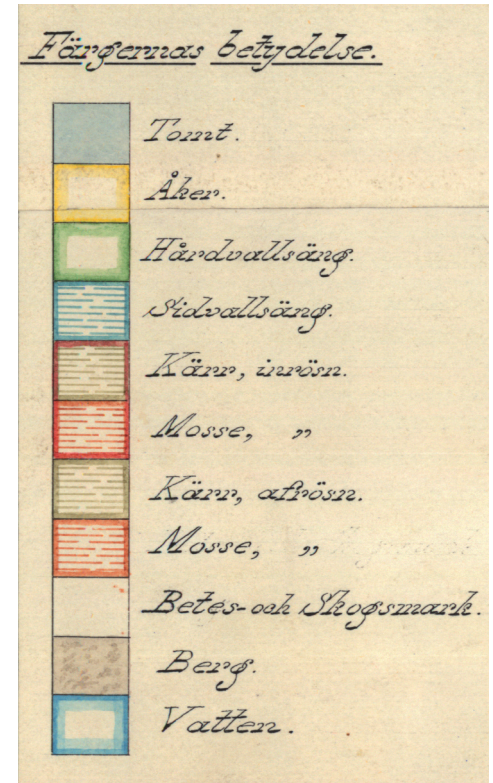 Färgernas betydelse.
Tomt.
Åker.
Hårdvallsäng.
Sidvallsäng.
Kärr, inrösn.
Mosse, „
Kärr, afrösn.
Mosse, „
Betes- och Skogsmark.
Berg.
Vatten.